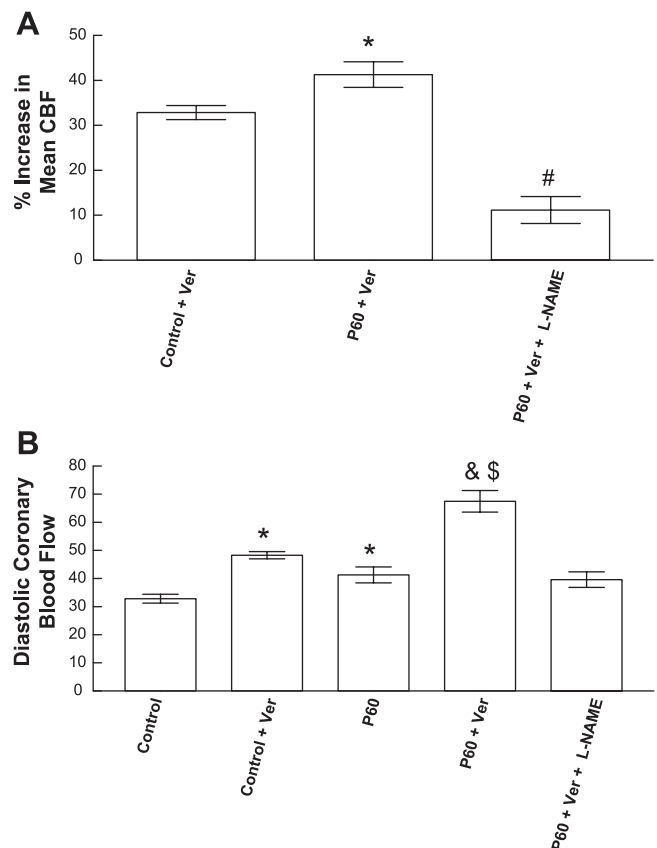 A
% Increase in
Mean CBF
50
40
30
20
10
0
*
#
Control + Ver
P60 + Ver
P60 + Ver + L-NAME
B
Diastolic Coronary
Blood Flow
80
70
60
50
40
30
20
10
0
*
*
& $
Control
Control + Ver
P60
P60 + Ver
P60 + Ver + L-NAME